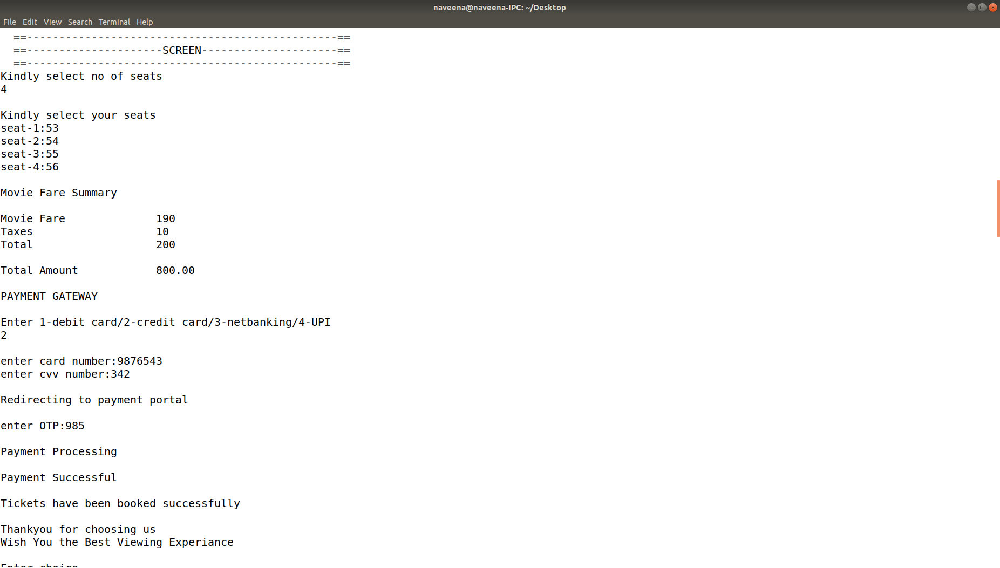 naveena@naveena-IPC: ~/Desktop
File Edit View Search Terminal Help
==------------------------------------------------==
==---------------------SCREEN---------------------==
==------------------------------------------------==
Kindly select no of seats
4
Kindly select your seats
seat-1:53
seat-2:54
seat-3:55
seat-4:56
Movie Fare Summary
Movie Fare 190
Taxes 10
Total 200
Total Amount 800.00
PAYMENT GATEWAY
Enter 1-debit card/2-credit card/3-netbanking/4-UPI
2
enter card number:9876543
enter cvv number:342
Redirecting to payment portal
enter OTP:985
Payment Processing
Payment Successful
Tickets have been booked successfully
Thankyou for choosing us
Wish You the Best Viewing Experiance
Enter choice